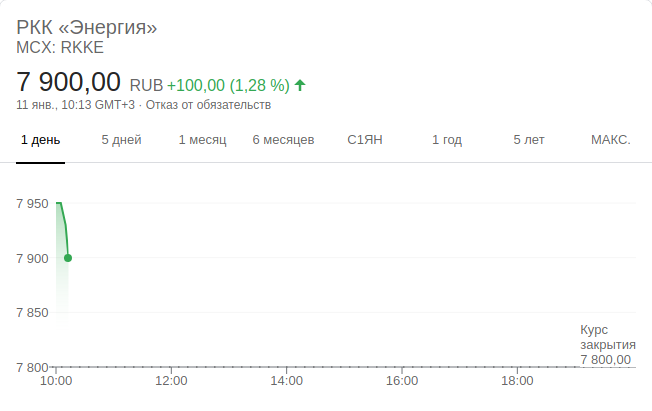 РКК «Энергия»
MCX: RKKE
7 900,00 RUB +100,00 (1,28 %)
11 янв., 10:13 GMT+3 · Отказ от обязательств
1 день 5 дней 1 месяц 6 месяцев С1ЯН 1 год 5 лет МАКС.
7 950
7 900
7 850
7 800
Курс
закрытия
7 800,00
10:00 12:00 14:00 16:00 18:00